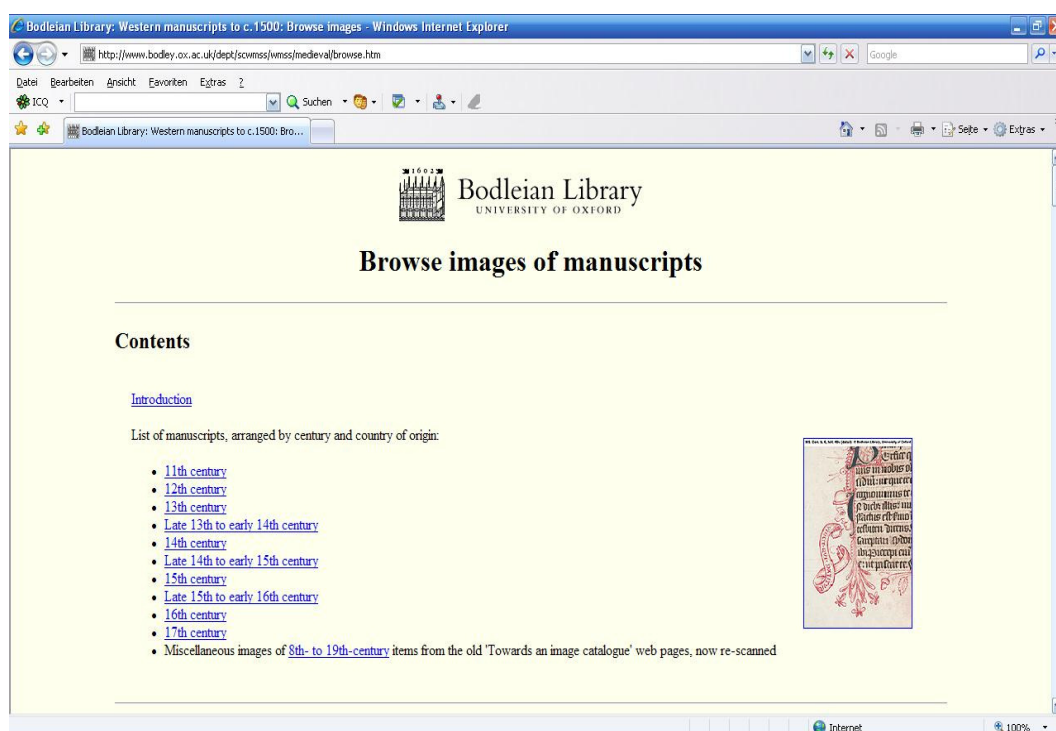 Bodleian Library: Western manuscripts to c.1500: Browse images - Windows Internet Explorer
http://www.bodley.ox.ac.uk/dept/scwmss/wmss/medieval/browse.htm
Google
Datei Bearbeiten Ansicht Favoriten Extras ?
ICQ Suchen
Bodleian Library: Western manuscripts to c.1500: Bro... Seite Extras
1602
Bodleian Library
UNIVERSITY OF OXFORD
Browse images of manuscripts
Contents
Introduction
List of manuscripts, arranged by century and country of origin:
11th century
12th century
13th century
Late 13th to early 14th century
14th century
Late 14th to early 15th century
15th century
Late 15th to early 16th century
16th century
17th century
Miscellaneous images of 8th- to 19th-century items from the old 'Towards an image catalogue' web pages, now re-scanned
Internet 100%